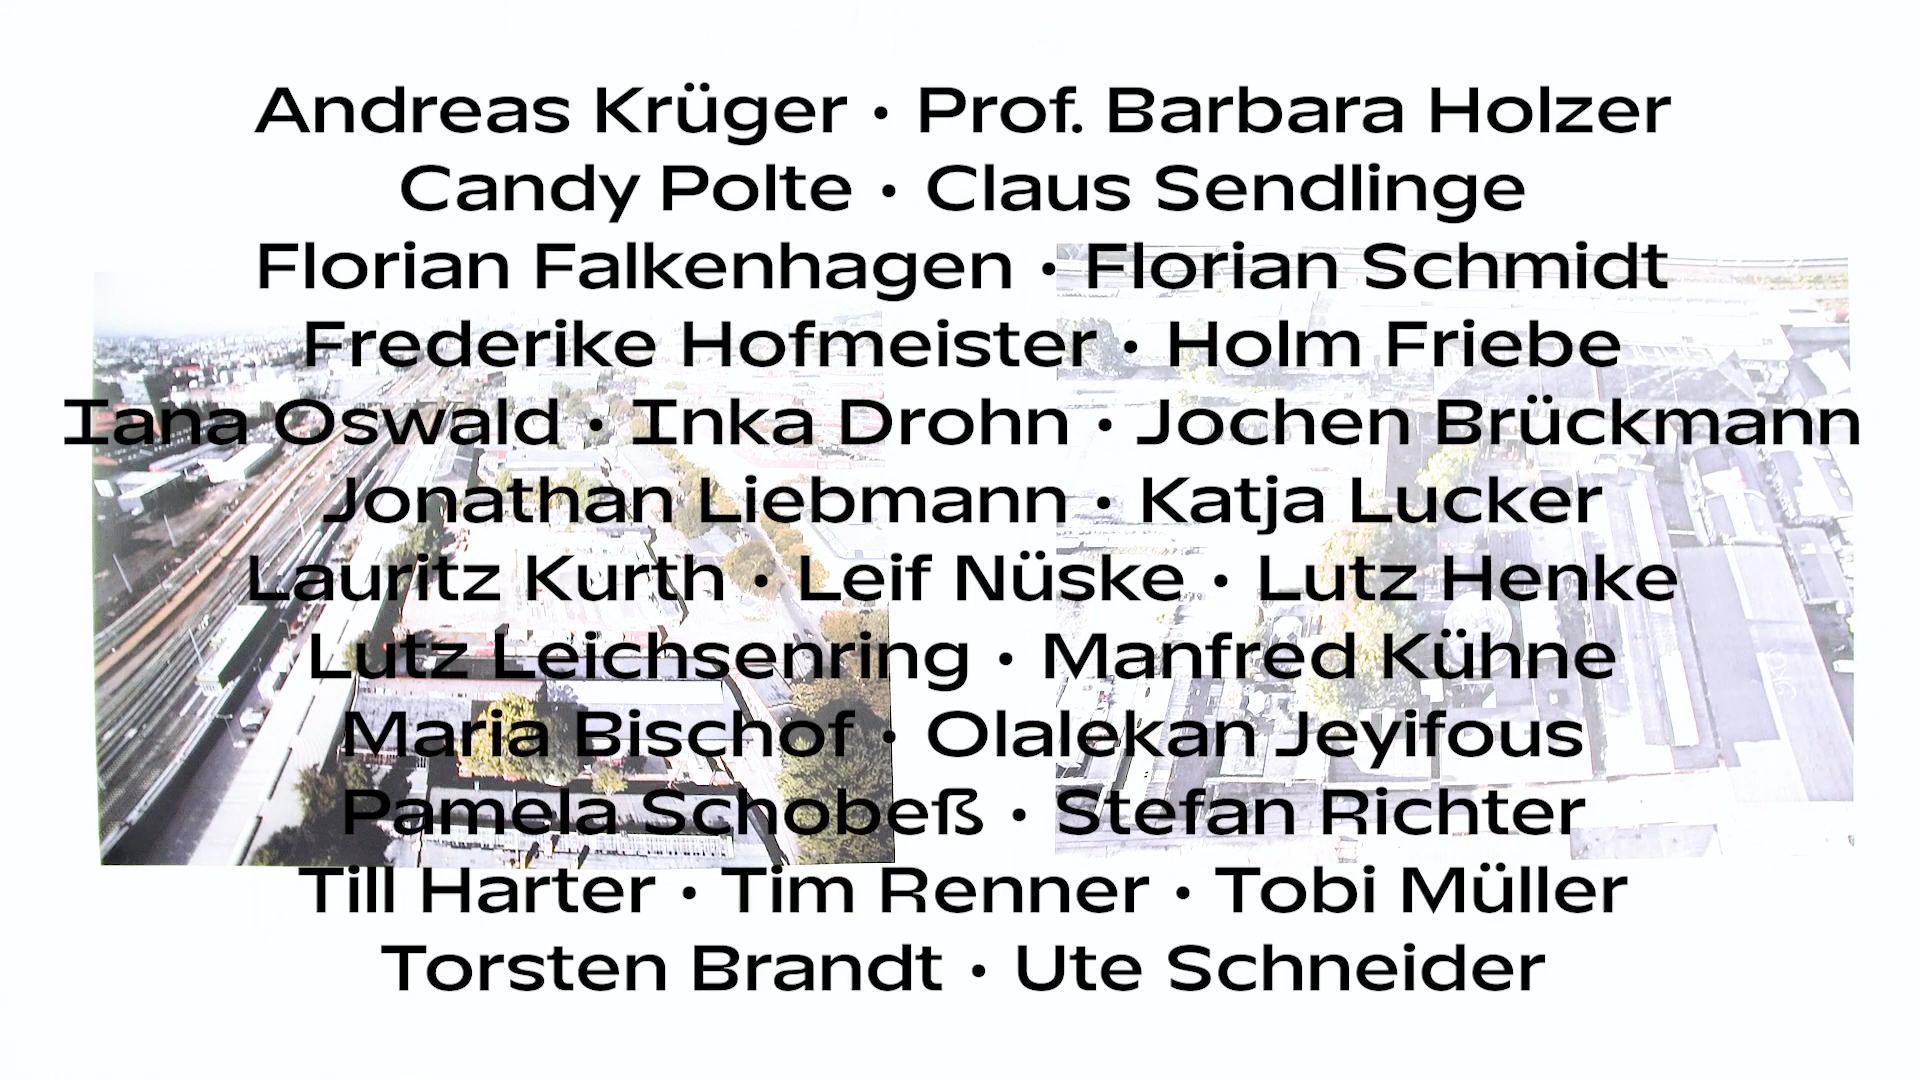 Andreas Krüger • Prof. Barbara Holzer
Candy Polte • Claus Sendlinge
Florian Falkenhagen • Florian Schmidt
Frederike Hofmeister • Holm Friebe
Iana Oswald • Inka Drohn • Jochen Brückmann
Jonathan Liebmann • Katja Lucker
Lauritz Kurth • Leif Nüske • Lutz Henke
Lutz Leichsenring • Manfred Kühne
Maria Bischof • Olalekan Jeyifous
Pamela Schobeß • Stefan Richter
Till Harter • Tim Renner • Tobi Müller
Torsten Brandt • Ute Schneider